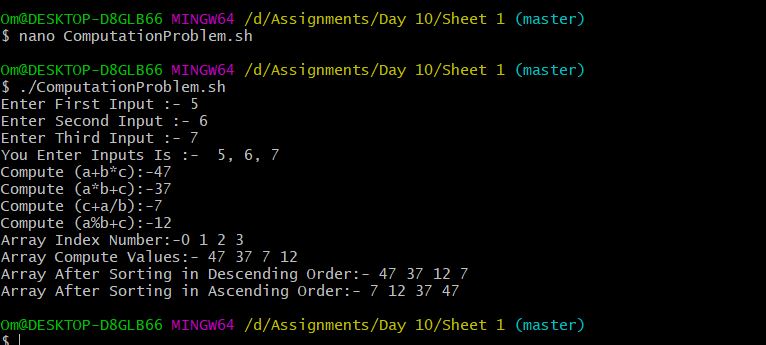 Om@DESKTOP-D8GLB66 MINGW64 /d/Assignments/Day 10/Sheet 1 (master)
$ nano ComputationProblem.sh
Om@DESKTOP-D8GLB66 MINGW64 /d/Assignments/Day 10/Sheet 1 (master)
$ ./ComputationProblem.sh
Enter First Input :- 5
Enter Second Input :- 6
Enter Third Input :- 7
You Enter Inputs Is :-  5, 6, 7
Compute (a+b*c):-47
Compute (a*b+c):-37
Compute (c+a/b):-7
Compute (a%b+c):-12
Array Index Number:-0 1 2 3
Array Compute Values:- 47 37 7 12
Array After Sorting in Descending Order:- 47 37 12 7
Array After Sorting in Ascending Order:- 7 12 37 47
Om@DESKTOP-D8GLB66 MINGW64 /d/Assignments/Day 10/Sheet 1 (master)
$